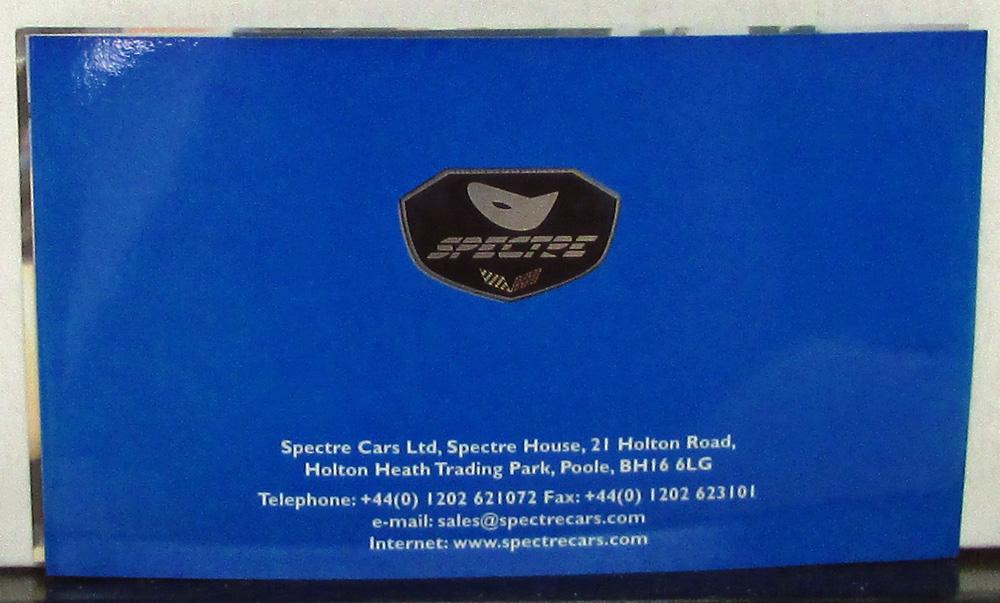 SPECTRE
Spectre Cars Ltd, Spectre House, 21 Holton Road,
Holton Heath Trading Park, Poole, BH16 6LG
Telephone: +44(0) 1202 621072 Fax: +44(0) 1202 623101
e-mail: sales@spectrecars.com
Internet: www.spectrecars.com